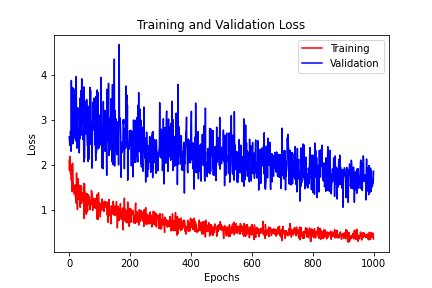 Training and Validation Loss
Training
Validation
Loss
4
3
2
1
0
200
400
600
800
1000
Epochs